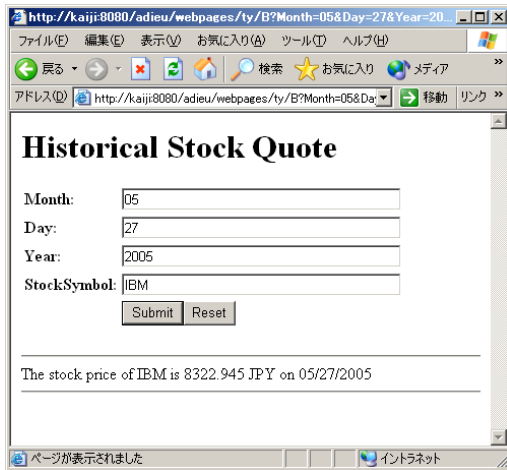 http://kaiji:8080/adieu/webpages/ty/B?Month=05&Day=27&Year=20...
ファイル(F) 編集(E) 表示(V) お気に入り(A) ツール(T) ヘルプ(H)
戻る 検索 お気に入り メディア »
アドレス(D) http://kaiji:8080/adieu/webpages/ty/B?Month=05&Da 移動 リンク »
Historical Stock Quote
Month: 05
Day: 27
Year: 2005
StockSymbol: IBM
Submit Reset
The stock price of IBM is 8322.945 JPY on 05/27/2005
ページが表示されました イントラネット